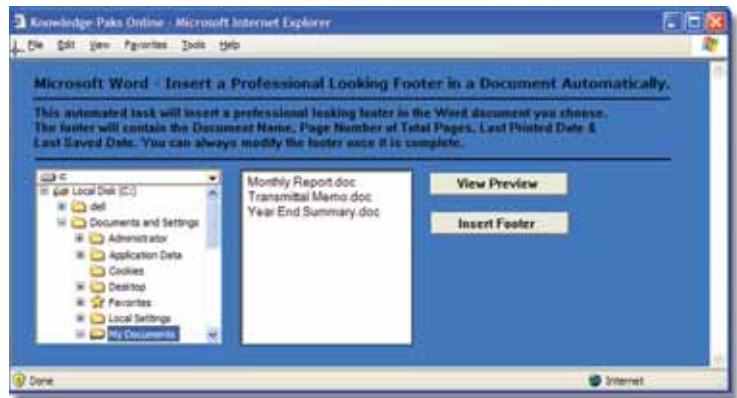 Knowledge-Paks Online - Microsoft Internet Explorer
File Edit View Favorites Tools Help
Microsoft Word - Insert a Professional Looking Footer in a Document Automatically.
This automated task will insert a professional looking footer in the Word document you choose.
The footer will contain the Document Name, Page Number of Total Pages, Last Printed Date &
Last Saved Date. You can always modify the footer once it is complete.
c
Local Disk (C:)
dell
Documents and Settings
Administrator
Application Data
Cookies
Desktop
Favorites
Local Settings
My Documents
Monthly Report.doc
Transmittal Memo.doc
Year End Summary.doc
View Preview
Insert Footer
Done
Internet